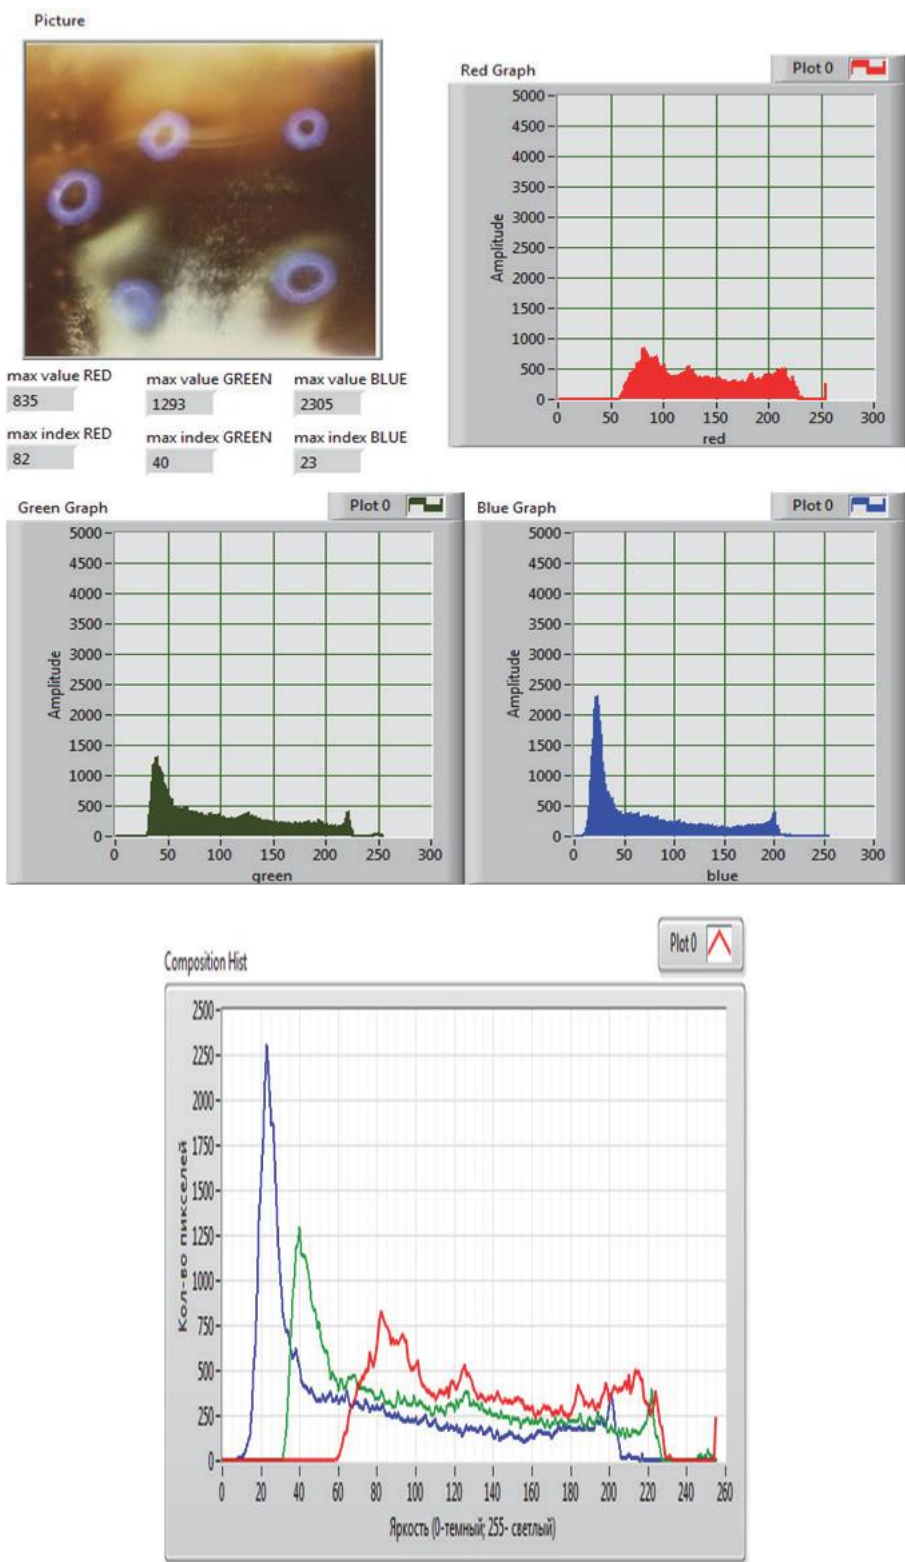 Picture
Red Graph
Plot 0
5000
4500
4000
3500
3000
2500
2000
1500
1000
500
0
Amplitude
0 50 100 150 200 250 300
red
max value RED
835
max value GREEN
1293
max value BLUE
2305
max index RED
82
max index GREEN
40
max index BLUE
23
Green Graph
Plot 0
5000
4500
4000
3500
3000
2500
2000
1500
1000
500
0
Amplitude
0 50 100 150 200 250 300
green
Blue Graph
Plot 0
5000
4500
4000
3500
3000
2500
2000
1500
1000
500
0
Amplitude
0 50 100 150 200 250 300
blue
Composition Hist
Plot 0
2500
2250
2000
1750
1500
1250
1000
750
500
250
0
Кол-во пикселей
0 20 40 60 80 100 120 140 160 180 200 220 240 260
Яркость (0-темный; 255- светлый)